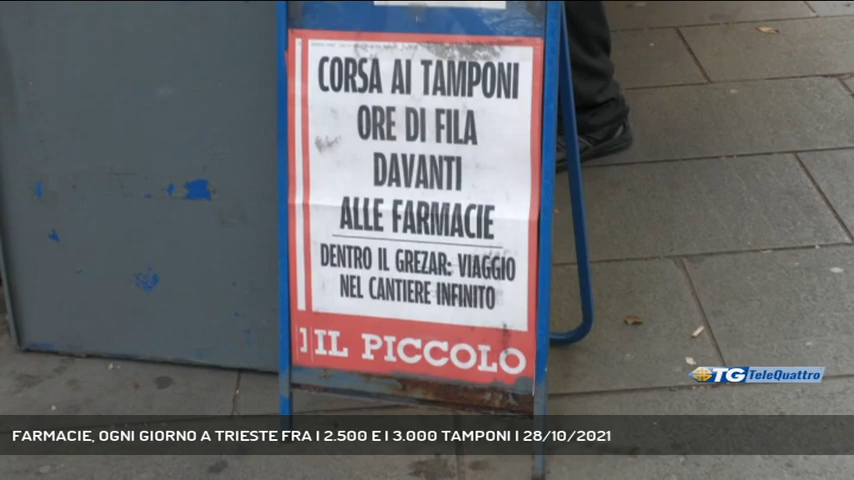 CORSA AI TAMPONI
ORE DI FILA
DAVANTI
ALLE FARMACIE
DENTRO IL GREZAR: VIAGGIO
NEL CANTIERE INFINITO
IL PICCOLO
TG TeleQuattro
FARMACIE, OGNI GIORNO A TRIESTE FRA I 2.500 E I 3.000 TAMPONI | 28/10/2021